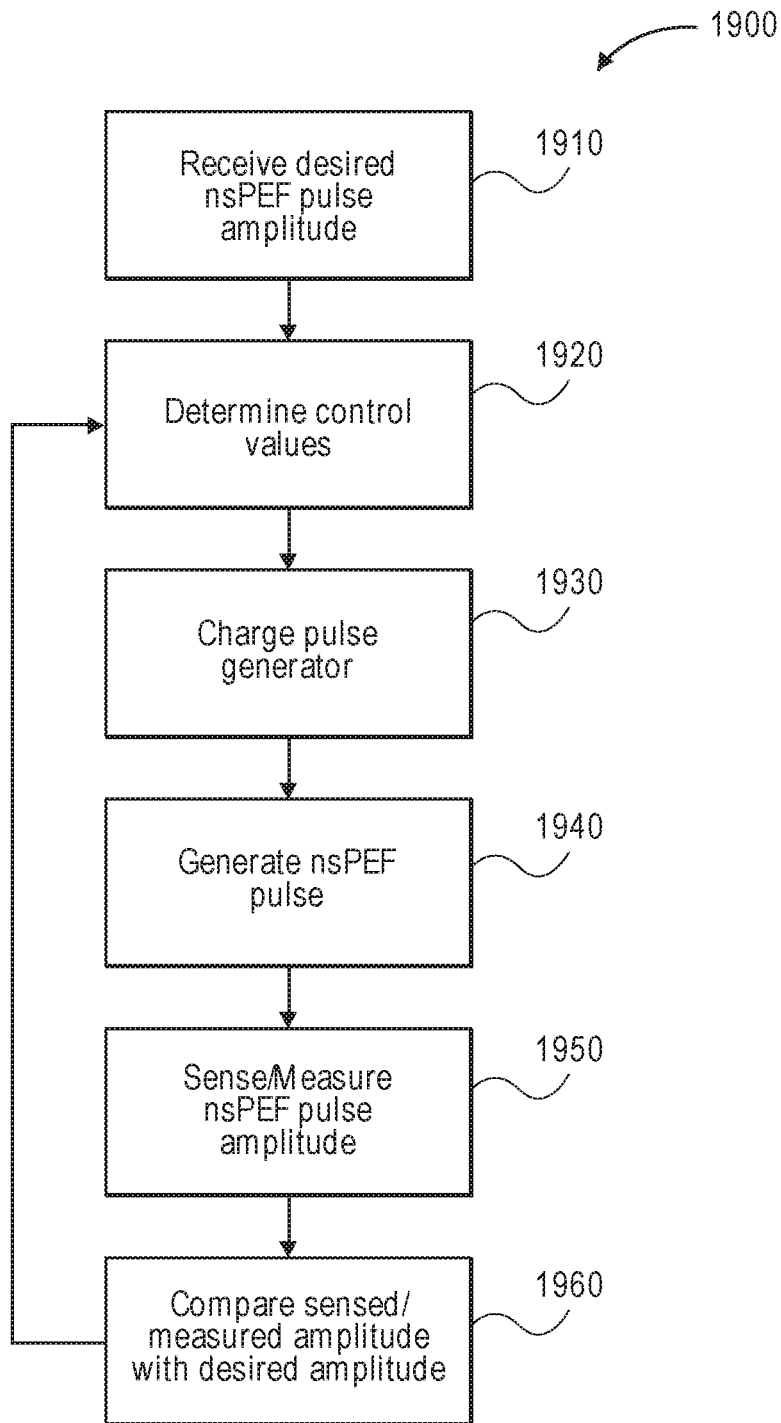 1900
Receive desired
nsPEF pulse
amplitude
1910
Determine control
values
1920
Charge pulse
generator
1930
Generate nsPEF
pulse
1940
Sense/Measure
nsPEF pulse
amplitude
1950
Compare sensed/
measured amplitude
with desired amplitude
1960